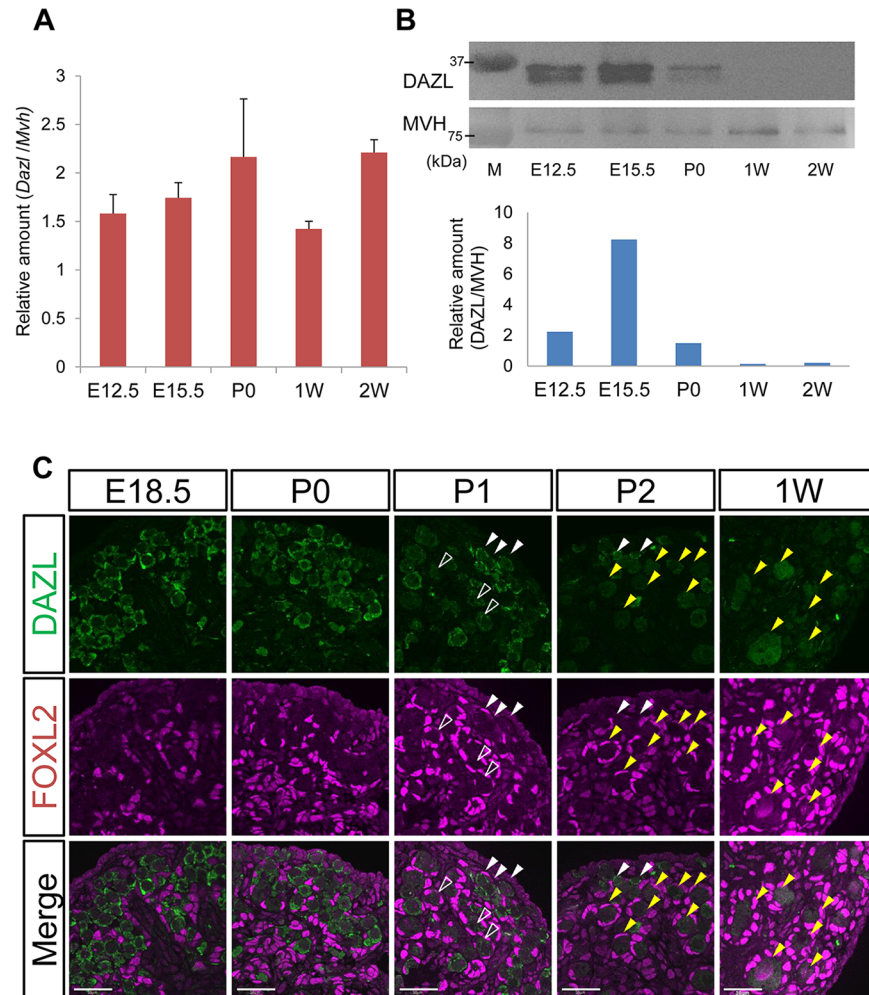 A
Relative amount (Dazl /Mvh)
3
2.5
2
1.5
1
0.5
0
E12.5 E15.5 P0 1W 2W
B
37
DAZL
MVH
75
(kDa)
M E12.5 E15.5 P0 1W 2W
Relative amount
(DAZL/MVH)
10
8
6
4
2
0
E12.5 E15.5 P0 1W 2W
C
E18.5 P0 P1 P2 1W
DAZL
FOXL2
Merge